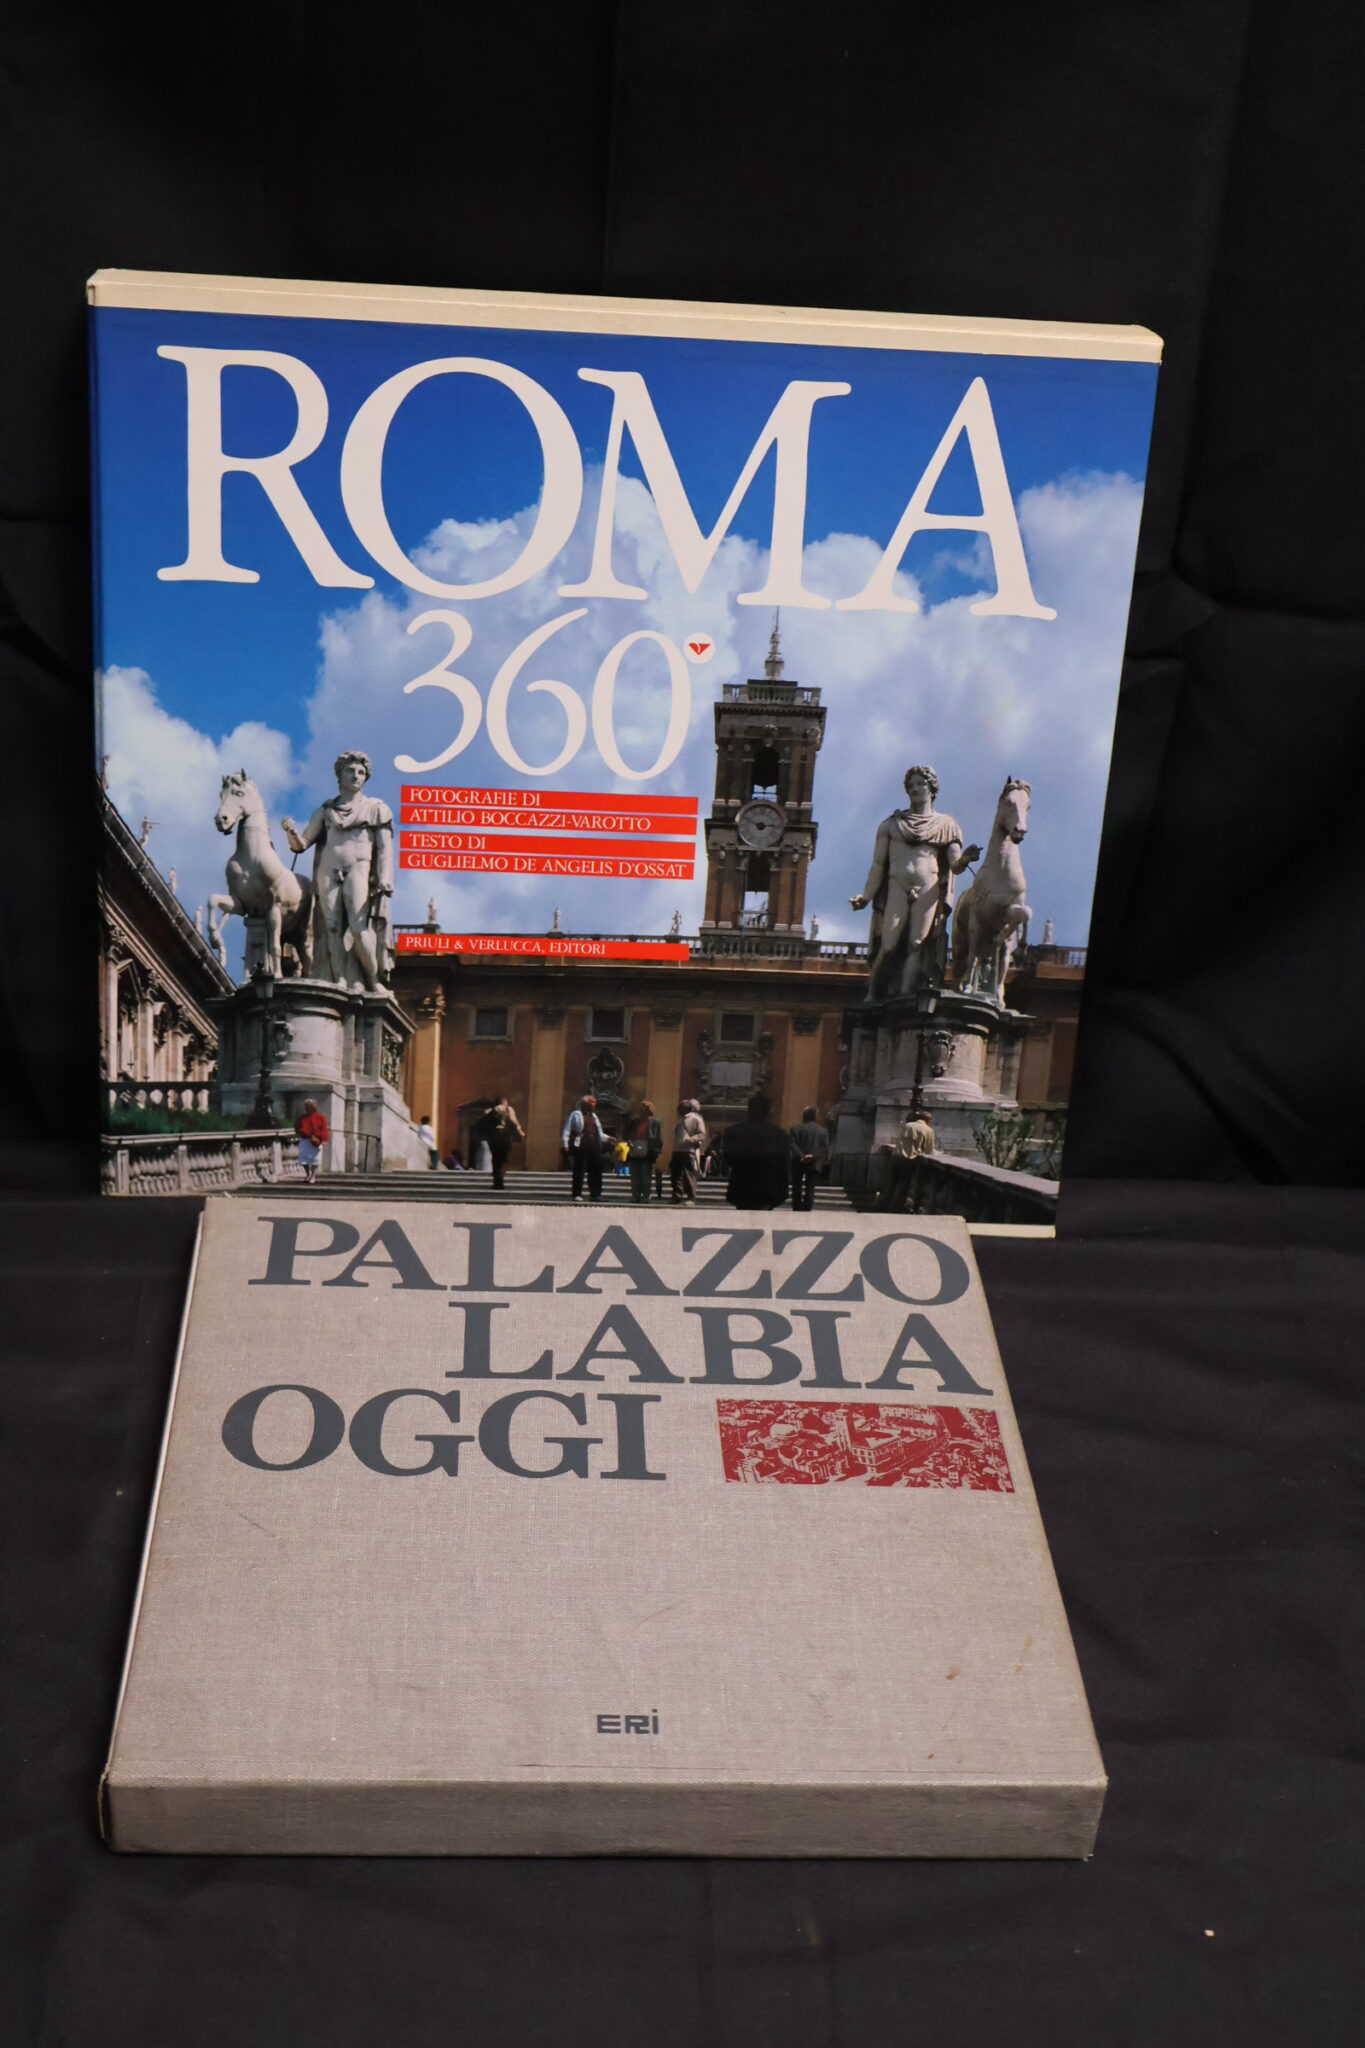 ROMA
360°
FOTOGRAFIE DI
ATTILIO BOCCAZZI-VAROTTO
TESTO DI
GUGLIELMO DE ANGELIS D'OSSAT
PRIULI & VERLUCCA, EDITORI
PALAZZO
LABIA
OGGI
ERI